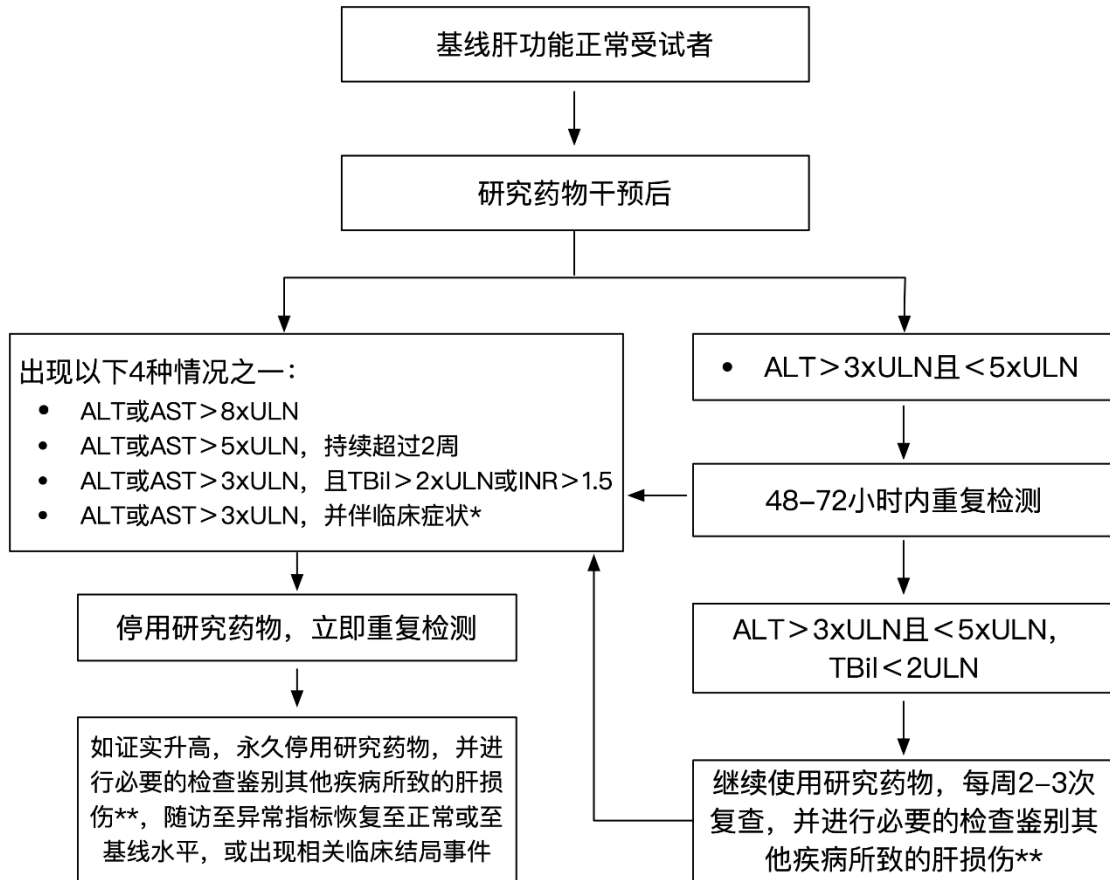 基线肝功能正常受试者
研究药物干预后
出现以下4种情况之一：
• ALT或AST＞8xULN
• ALT或AST＞5xULN，持续超过2周
• ALT或AST＞3xULN，且TBil＞2xULN或INR＞1.5
• ALT或AST＞3xULN，并伴临床症状*
停用研究药物，立即重复检测
如证实升高，永久停用研究药物，并进
行必要的检查鉴别其他疾病所致的肝损
伤**，随访至异常指标恢复至正常或至
基线水平，或出现相关临床结局事件
• ALT＞3xULN且＜5xULN
48-72小时内重复检测
ALT＞3xULN且＜5xULN，
TBil＜2ULN
继续使用研究药物，每周2-3次
复查，并进行必要的检查鉴别其
他疾病所致的肝损伤**